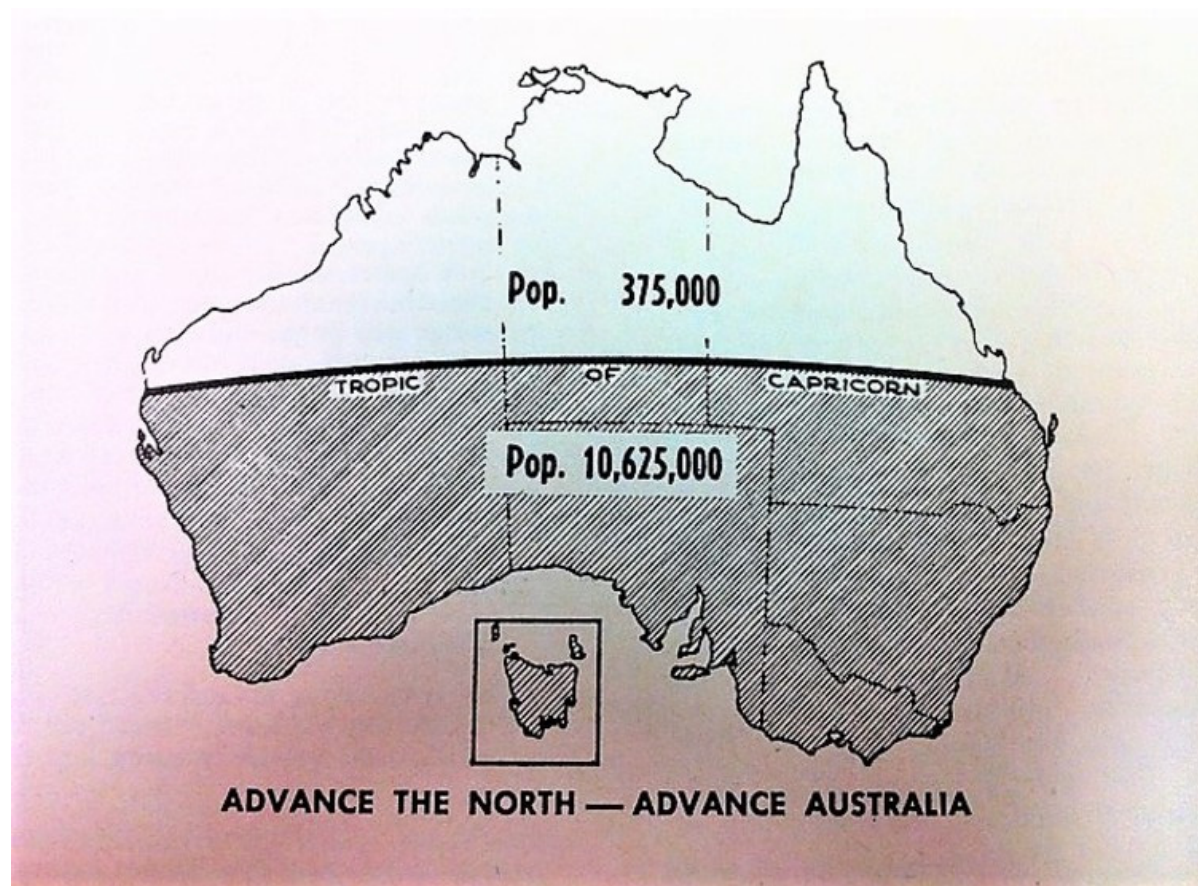 Pop. 375,000
TROPIC OF CAPRICORN
Pop. 10,625,000
ADVANCE THE NORTH — ADVANCE AUSTRALIA